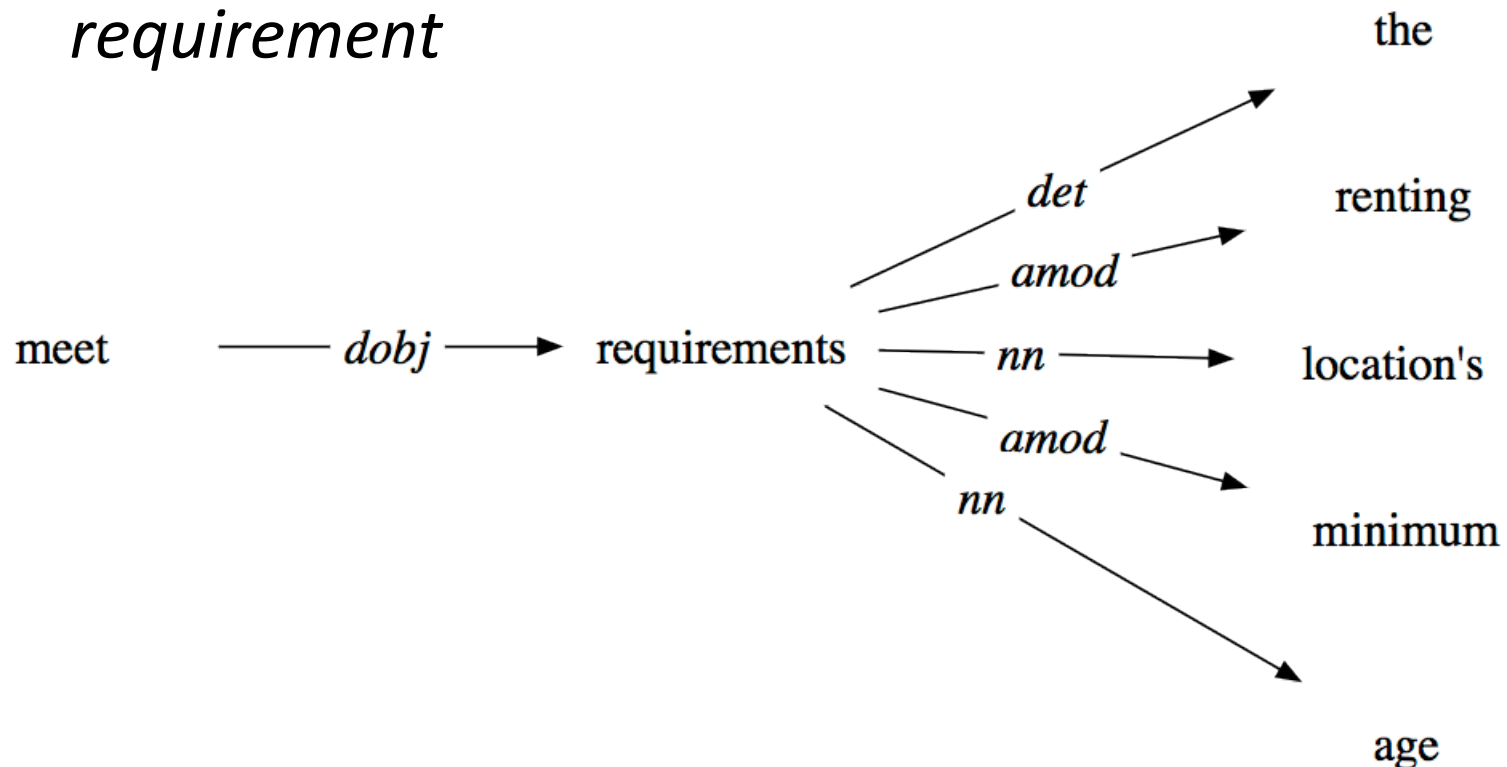 requirement
the
det
renting
amod
meet
dobj
requirements
nn
location's
amod
minimum
nn
age